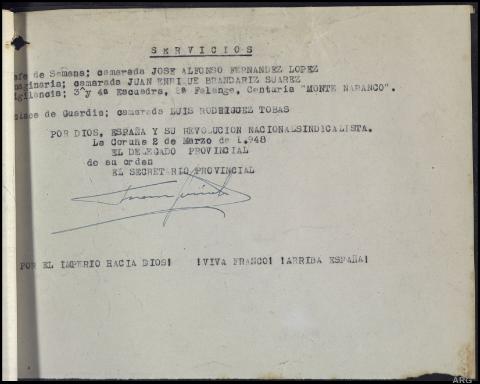 SERVICIOS
efe de Semana; camarada JOSE ALFONSO FERNANDEZ LOPEZ
maginaria; camarada JUAN ENRIQUE BRANDARIZ SUAREZ
igilancia; 3ª y 4ª Escuadra, 2ª Falange, Centuria "MONTE NARANCO".
de Guardia; camarada LUIS RODRIGUEZ TOBAS
POR DIOS, ESPAÑA Y SU REVOLUCION NACIONALSINDICALISTA.
La Coruña 2 de Marzo de 1.948
EL DELEGADO PROVINCIAL
de su orden
EL SECRETARIO PROVINCIAL
POR EL IMPERIO HACIA DIOS! !VIVA FRANCO! !ARRIBA ESPAÑA!
ARG